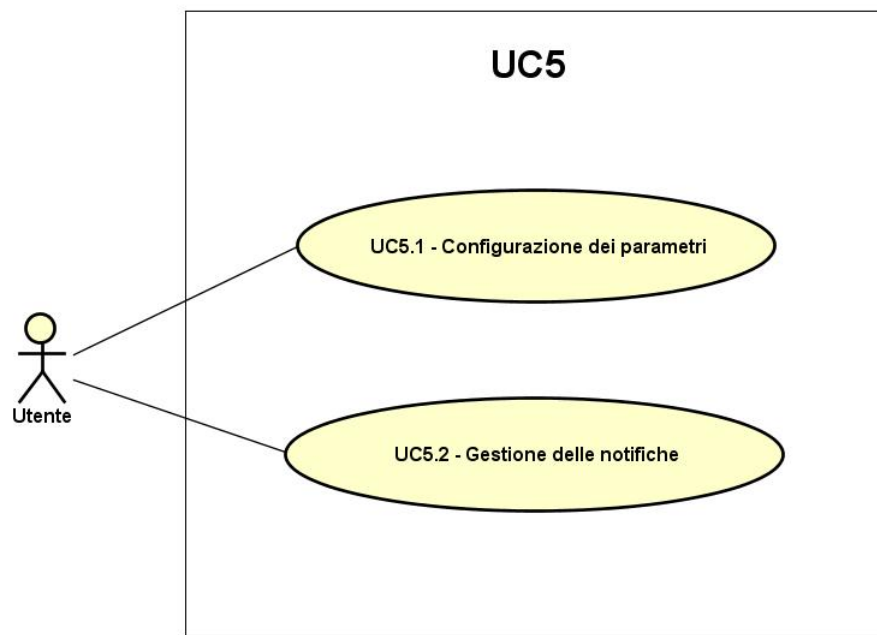 UC5
UC5.1 - Configurazione dei parametri
Utente
UC5.2 - Gestione delle notifiche